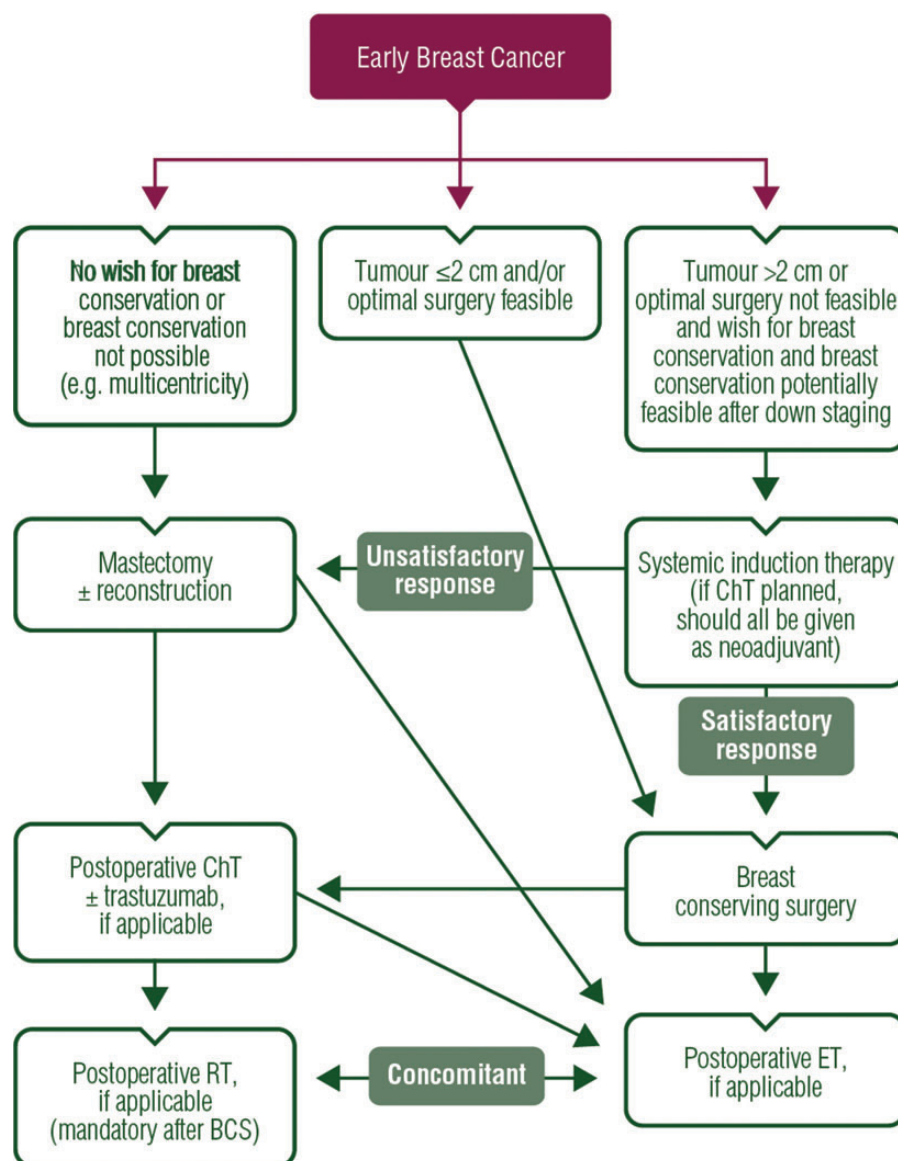 Early Breast Cancer
No wish for breast
conservation or
breast conservation
not possible
(e.g. multicentricity)
Tumour ≤2 cm and/or
optimal surgery feasible
Tumour >2 cm or
optimal surgery not feasible
and wish for breast
conservation and breast
conservation potentially
feasible after down staging
Mastectomy
± reconstruction
Unsatisfactory
response
Systemic induction therapy
(if ChT planned,
should all be given
as neoadjuvant)
Satisfactory
response
Postoperative ChT
± trastuzumab,
if applicable
Breast
conserving surgery
Postoperative RT,
if applicable
(mandatory after BCS)
Concomitant
Postoperative ET,
if applicable